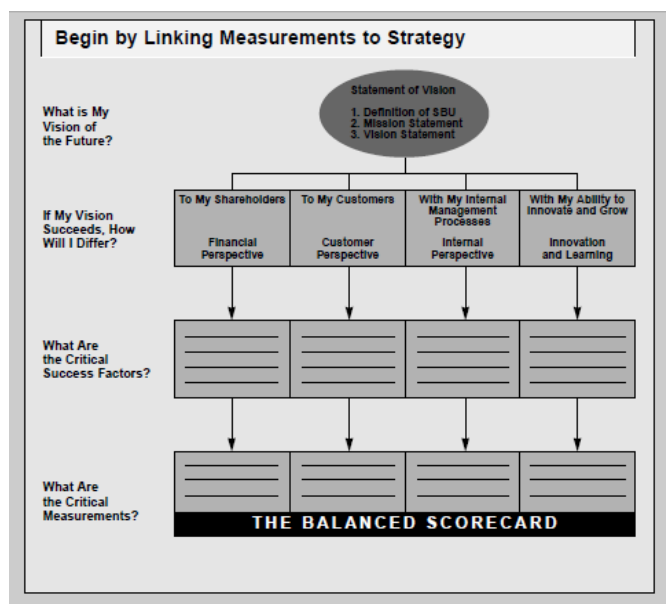 Begin by Linking Measurements to Strategy
Statement of Vision
1. Definition of SBU
2. Mission Statement
3. Vision Statement
What is My
Vision of
the Future?
If My Vision
Succeeds, How
Will I Differ?
To My Shareholders
Financial
Perspective
To My Customers
Customer
Perspective
With My Internal
Management
Processes
Internal
Perspective
With My Ability to
Innovate and Grow
Innovation
and Learning
What Are
the Critical
Success Factors?
What Are
the Critical
Measurements?
THE BALANCED SCORECARD